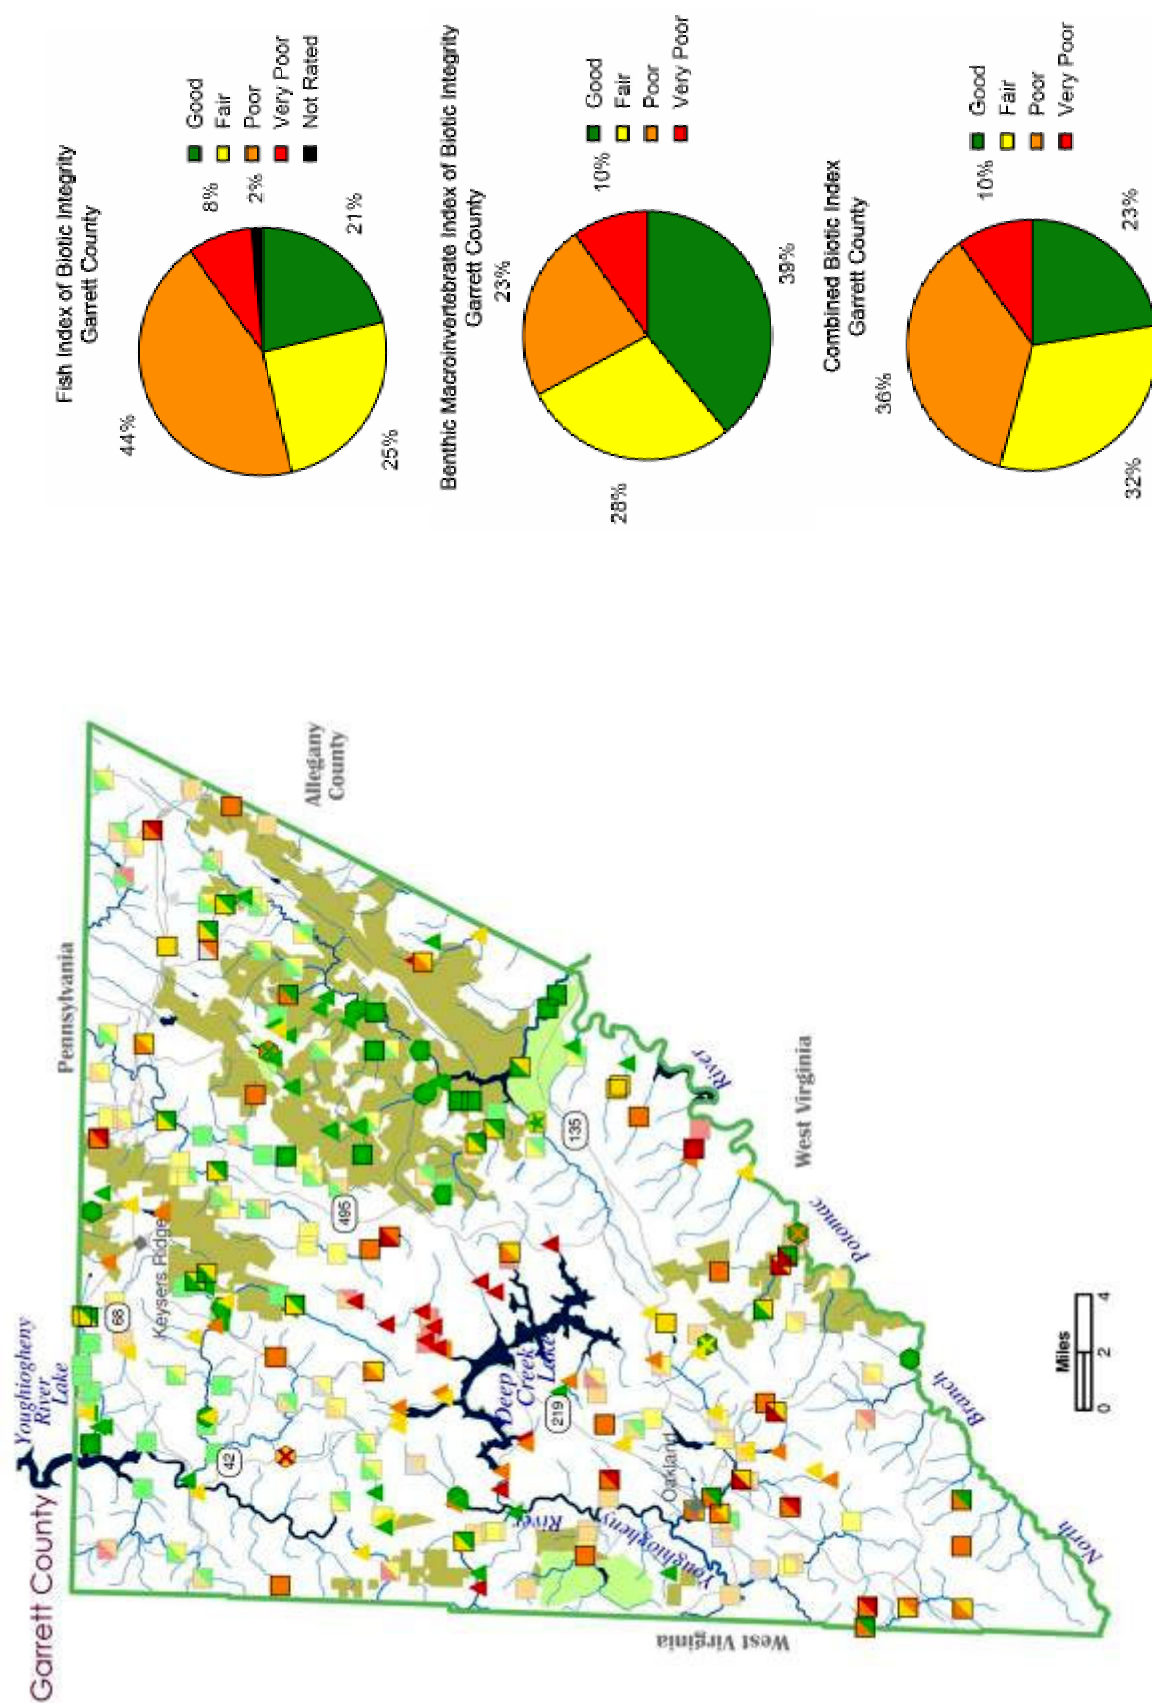 Garrett County
Youghiogheny
River
Lake
Pennsylvania
68
Keysers Ridge
42
495
Allegany
County
Deep
Creek
Lake
219
135
River
West Virginia
Potomac
Oakland
Youghiogheny
River
Branch
North
West Virginia
Miles
0 2 4
Fish Index of Biotic Integrity
Garrett County
44%
8%
2%
21%
25%
Good
Fair
Poor
Very Poor
Not Rated
Benthic Macroinvertebrate Index of Biotic Integrity
Garrett County
23%
10%
39%
28%
Good
Fair
Poor
Very Poor
Combined Biotic Index
Garrett County
36%
10%
23%
32%
Good
Fair
Poor
Very Poor